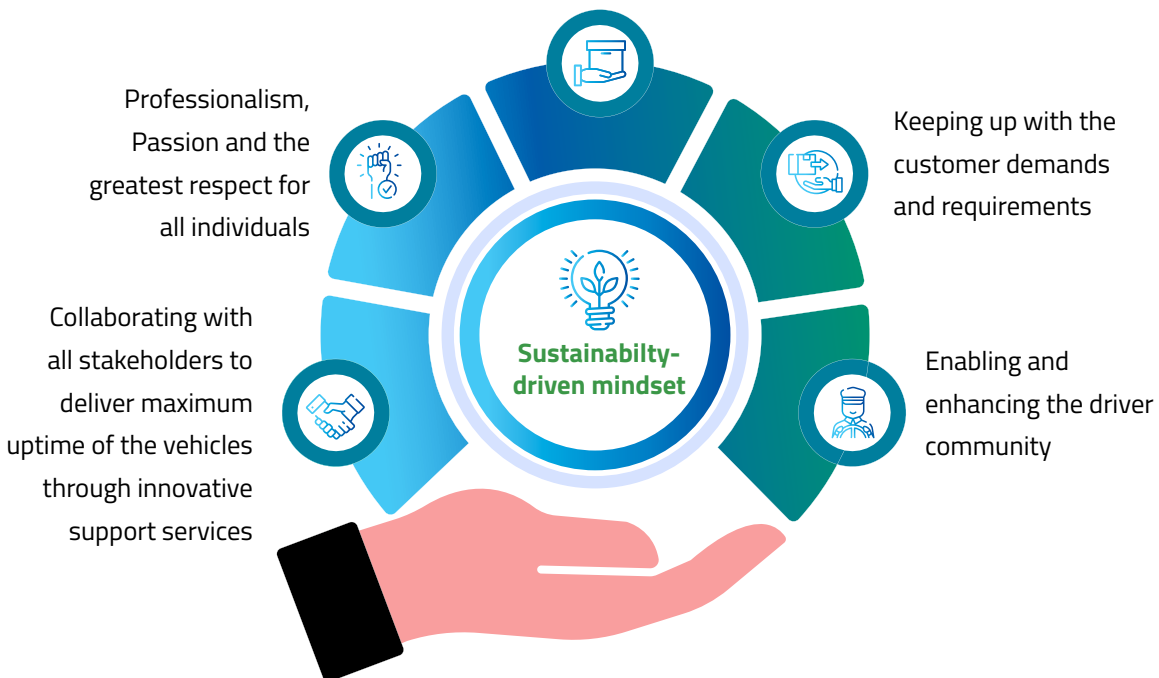 Professionalism,
Passion and the
greatest respect for
all individuals
Collaborating with
all stakeholders to
deliver maximum
uptime of the vehicles
through innovative
support services
Sustainabilty-
driven mindset
Keeping up with the
customer demands
and requirements
Enabling and
enhancing the driver
community